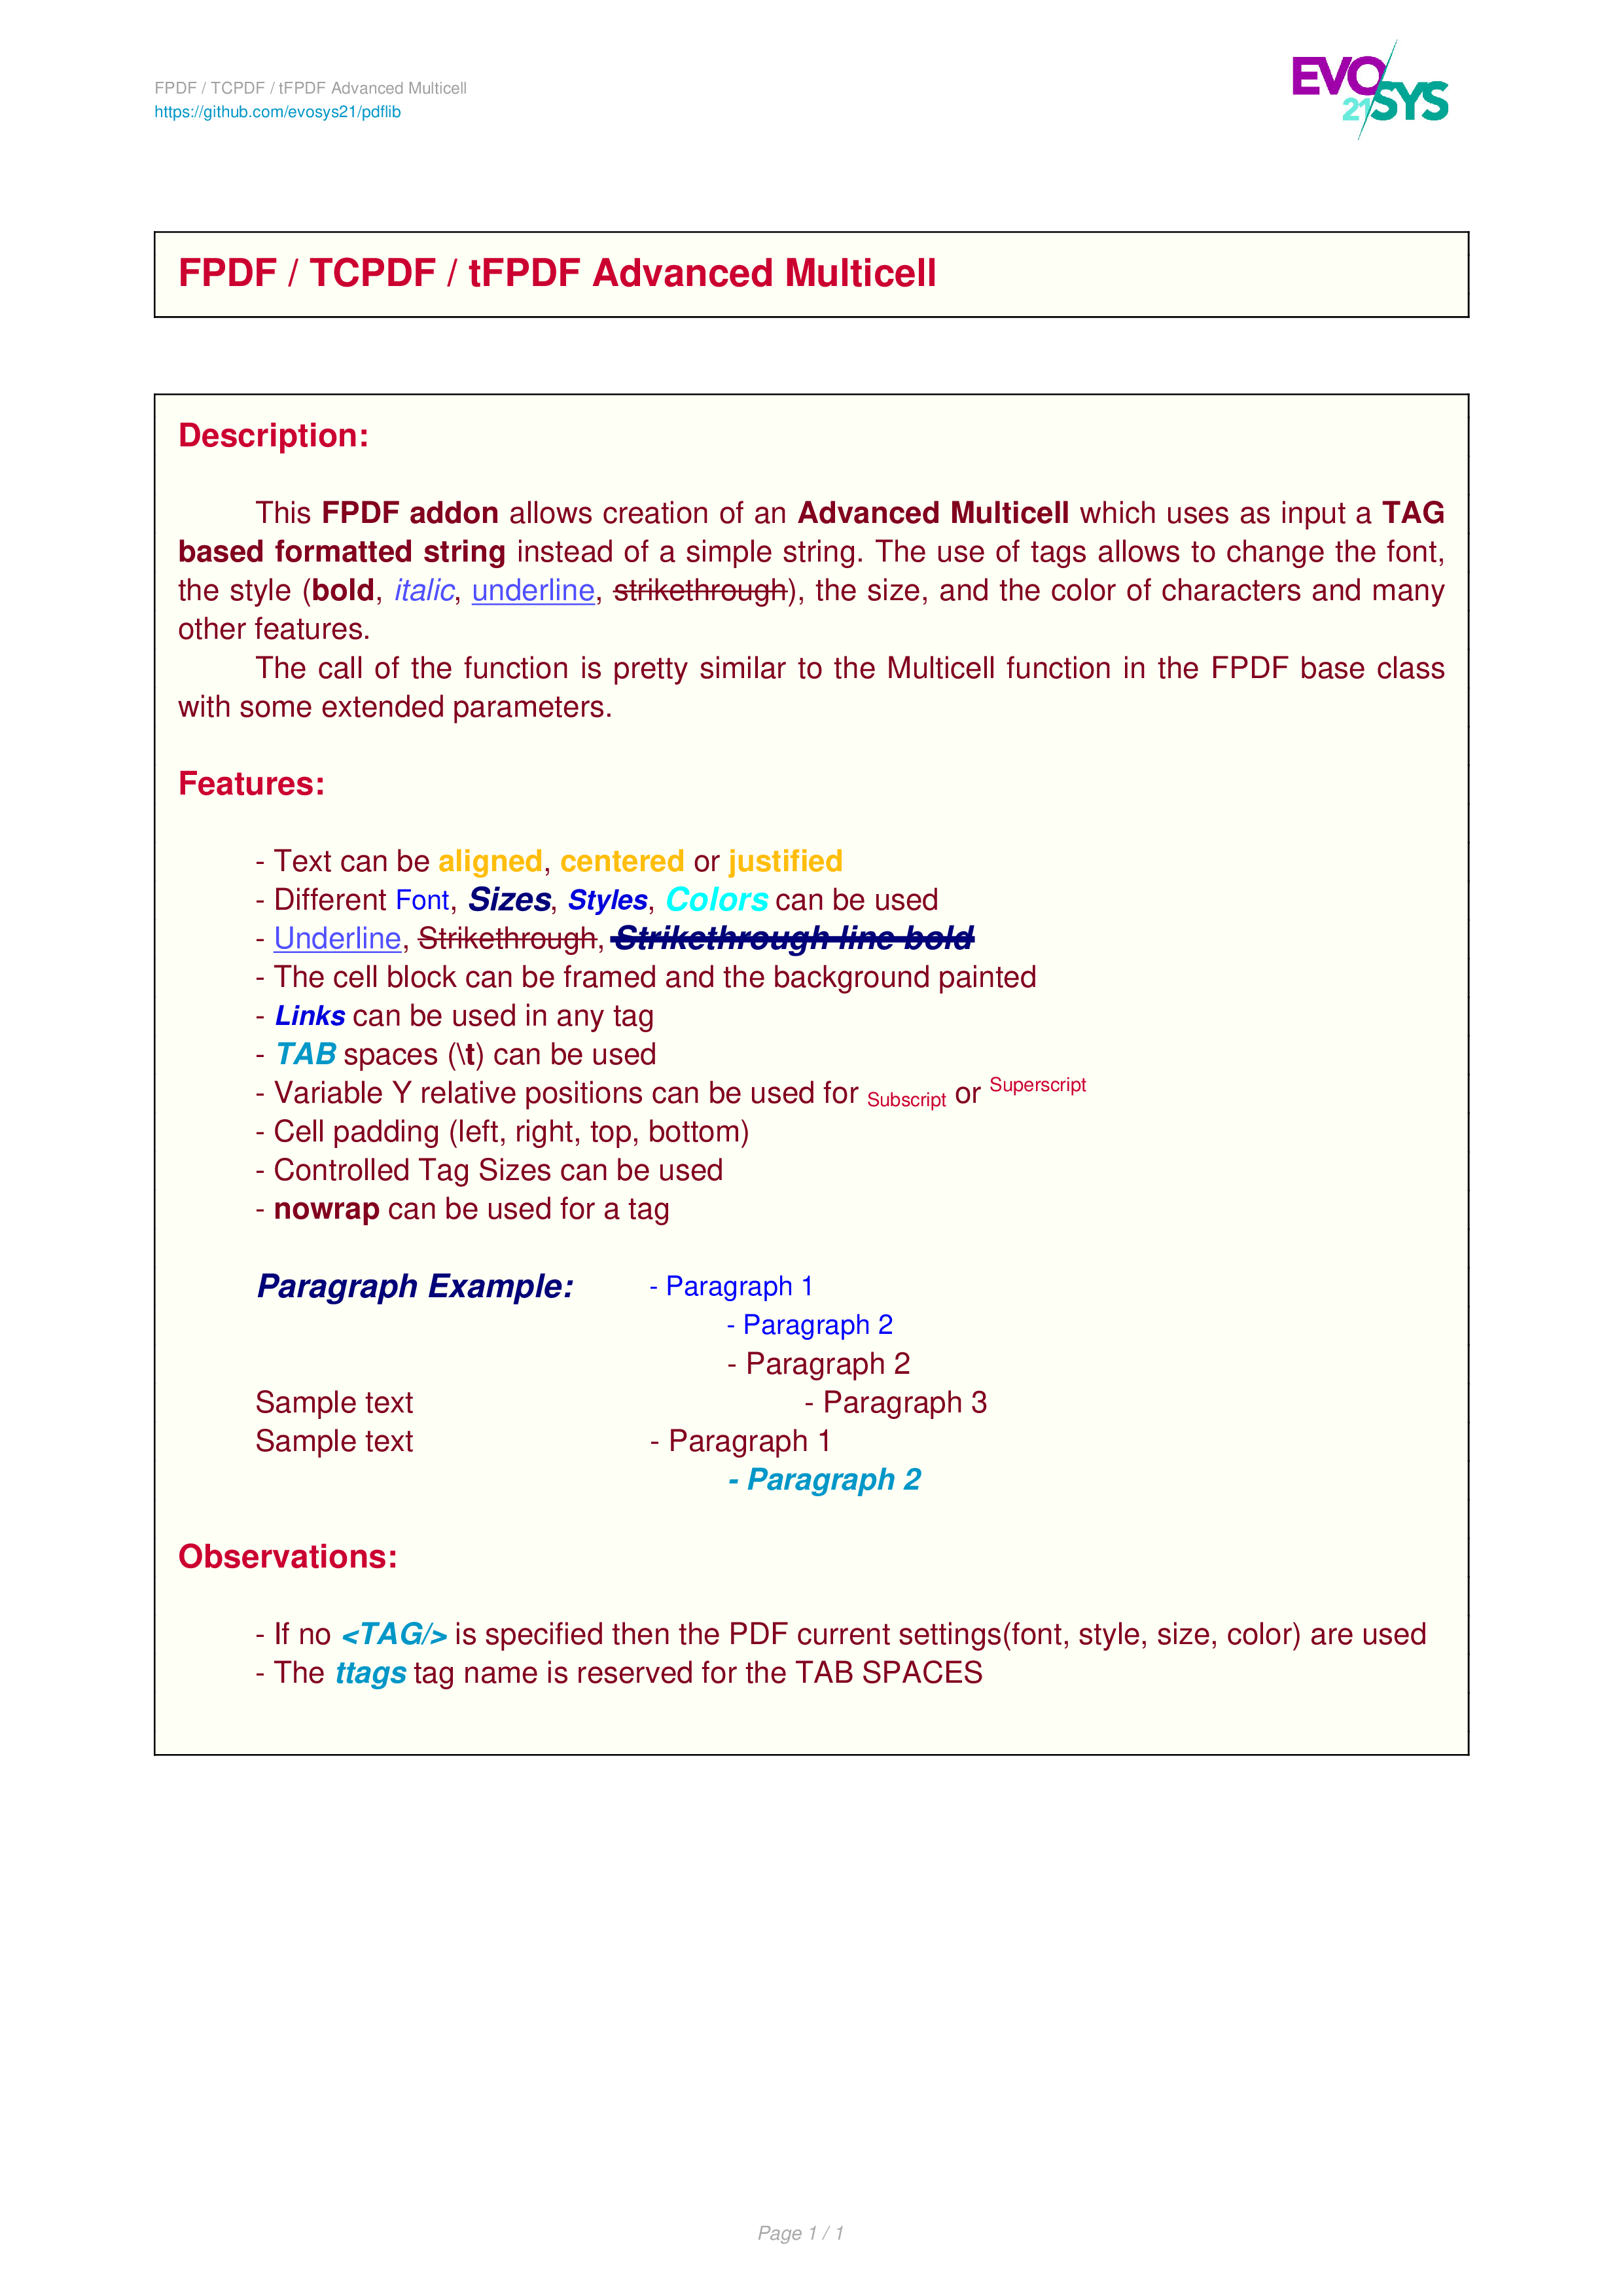 FPDF / TCPDF / tFPDF Advanced Multicell
https://github.com/evosys21/pdflib
EVO
21 SYS
FPDF / TCPDF / tFPDF Advanced Multicell
Description:
This FPDF addon allows creation of an Advanced Multicell which uses as input a TAG
based formatted string instead of a simple string. The use of tags allows to change the font,
the style (bold, italic, underline, strikethrough), the size, and the color of characters and many
other features.
The call of the function is pretty similar to the Multicell function in the FPDF base class
with some extended parameters.
Features:
- Text can be aligned, centered or justified
- Different Font, Sizes, Styles, Colors can be used
- Underline, Strikethrough, Strikethrough line bold
- The cell block can be framed and the background painted
- Links can be used in any tag
- TAB spaces (\t) can be used
- Variable Y relative positions can be used for Subscript or Superscript
- Cell padding (left, right, top, bottom)
- Controlled Tag Sizes can be used
- nowrap can be used for a tag
Paragraph Example: - Paragraph 1
- Paragraph 2
- Paragraph 2
Sample text - Paragraph 3
Sample text - Paragraph 1
- Paragraph 2
Observations:
- If no <TAG/> is specified then the PDF current settings(font, style, size, color) are used
- The ttags tag name is reserved for the TAB SPACES
Page 1 / 1